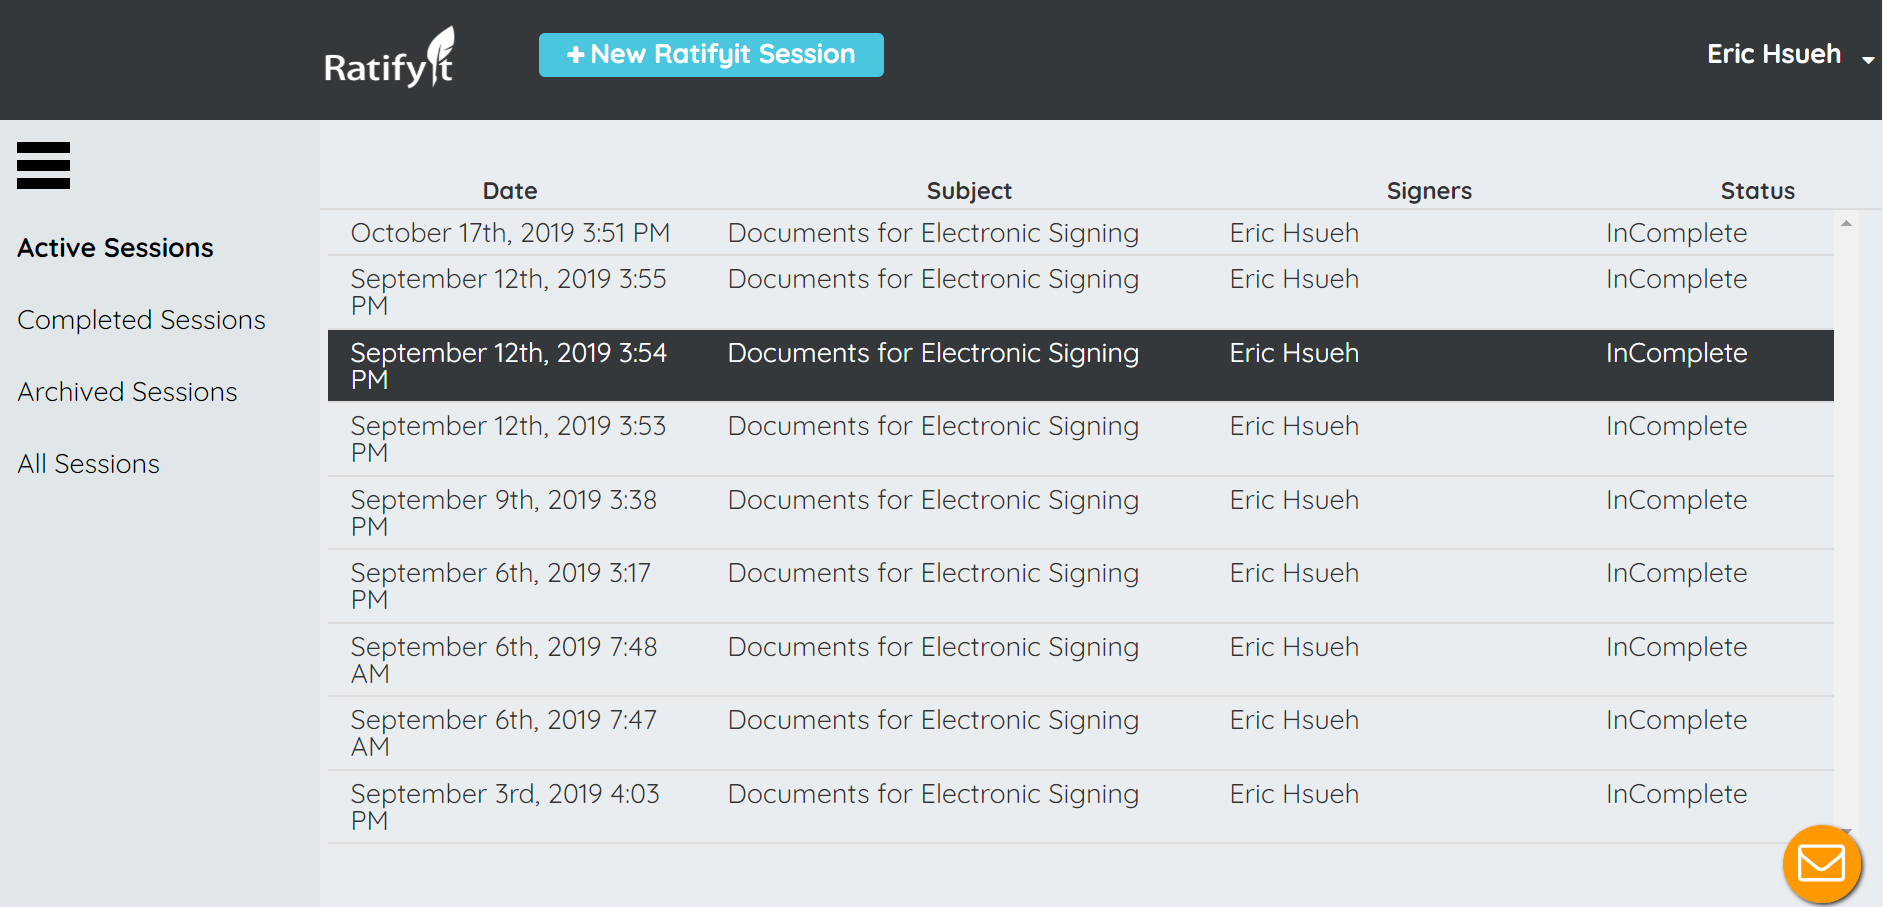 RatifyIt
+ New Ratifyit Session
Eric Hsueh
Active Sessions
Completed Sessions
Archived Sessions
All Sessions
Date Subject Signers Status
October 17th, 2019 3:51 PM Documents for Electronic Signing Eric Hsueh InComplete
September 12th, 2019 3:55 Documents for Electronic Signing Eric Hsueh InComplete
PM
September 12th, 2019 3:54 Documents for Electronic Signing Eric Hsueh InComplete
PM
September 12th, 2019 3:53 Documents for Electronic Signing Eric Hsueh InComplete
PM
September 9th, 2019 3:38 Documents for Electronic Signing Eric Hsueh InComplete
PM
September 6th, 2019 3:17 Documents for Electronic Signing Eric Hsueh InComplete
PM
September 6th, 2019 7:48 Documents for Electronic Signing Eric Hsueh InComplete
AM
September 6th, 2019 7:47 Documents for Electronic Signing Eric Hsueh InComplete
AM
September 3rd, 2019 4:03 Documents for Electronic Signing Eric Hsueh InComplete
PM